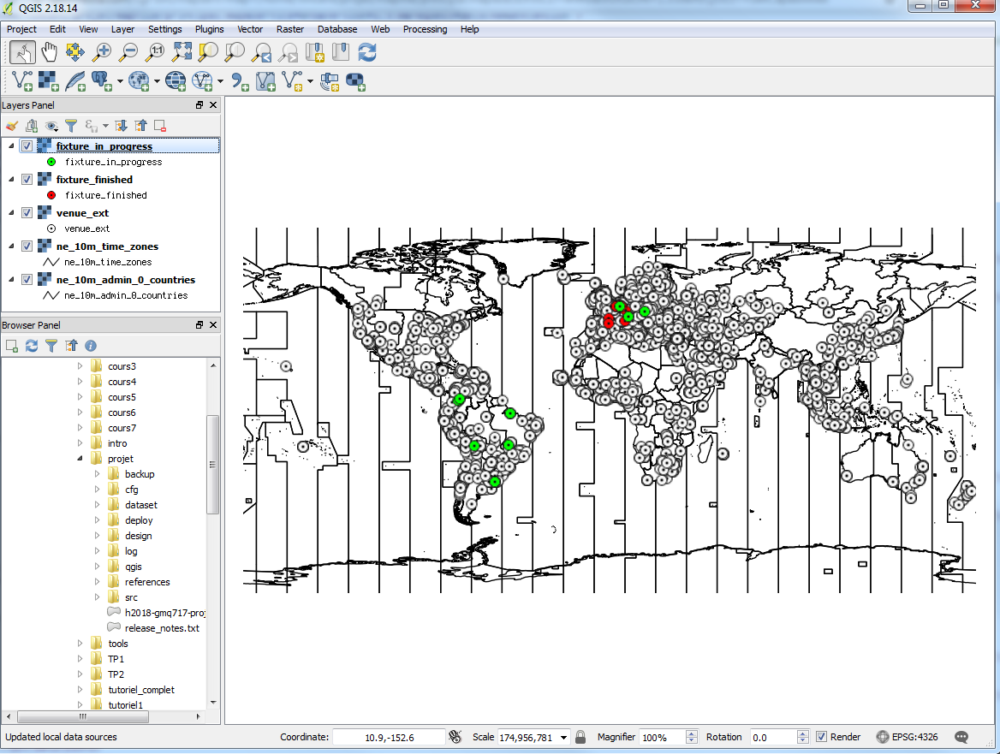 QGIS 2.18.14
Project Edit View Layer Settings Plugins Vector Raster Database Web Processing Help
1:1
Layers Panel
fixture_in_progress
fixture_in_progress
fixture_finished
fixture_finished
venue_ext
venue_ext
ne_10m_time_zones
ne_10m_time_zones
ne_10m_admin_0_countries
ne_10m_admin_0_countries
Browser Panel
cours3
cours4
cours5
cours6
cours7
intro
projet
backup
cfg
dataset
deploy
design
log
qgis
references
src
h2018-gmq717-proj
release_notes.txt
tools
TP1
TP2
tutoriel_complet
tutoriel1
Updated local data sources Coordinate: 10.9,-152.6 Scale 174,956,781 Magnifier 100% Rotation 0.0 Render EPSG:4326